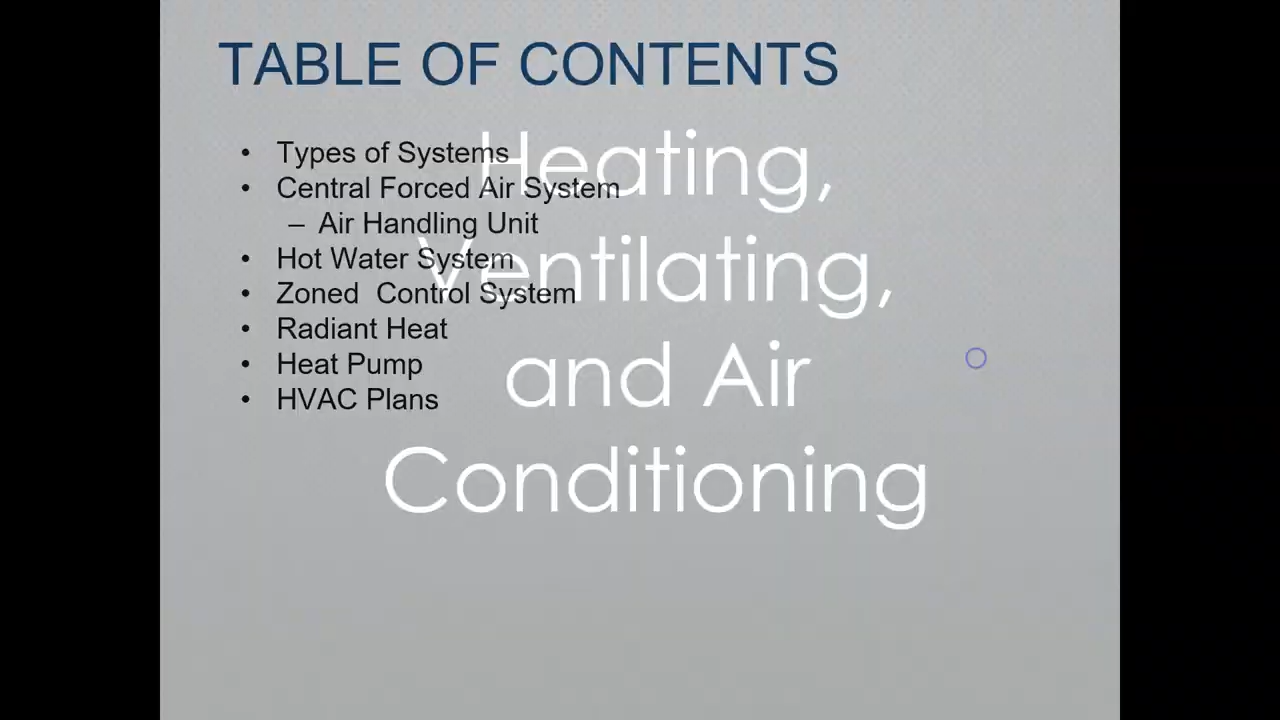 TABLE OF CONTENTS
• Types of Systems
• Central Forced Air System
– Air Handling Unit
• Hot Water System
• Zoned  Control System
• Radiant Heat
• Heat Pump
• HVAC Plans
Heating,
Ventilating,
and Air
Conditioning